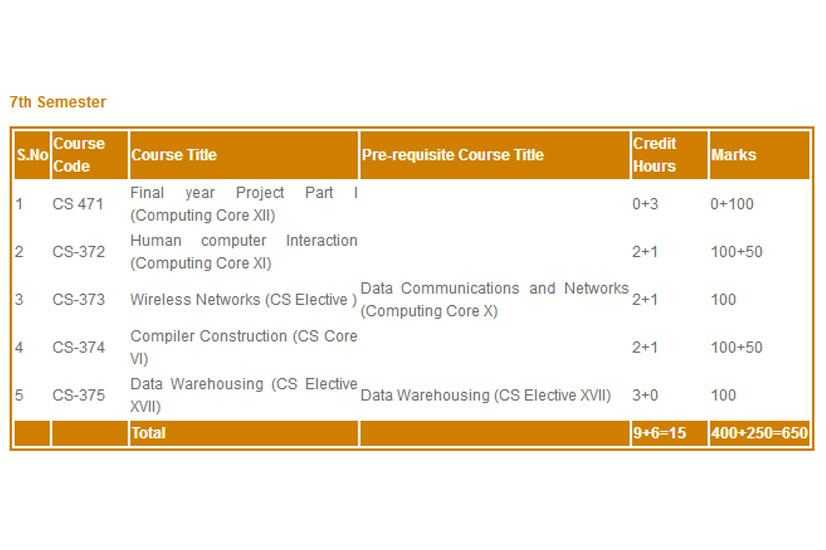 7th Semester
S.No Course Code Course Title Pre-requisite Course Title Credit Hours Marks
1 CS 471 Final year Project Part I (Computing Core XII) 0+3 0+100
2 CS-372 Human computer Interaction (Computing Core XI) 2+1 100+50
3 CS-373 Wireless Networks (CS Elective ) Data Communications and Networks (Computing Core X) 2+1 100
4 CS-374 Compiler Construction (CS Core VI) 2+1 100+50
5 CS-375 Data Warehousing (CS Elective XVII) Data Warehousing (CS Elective XVII) 3+0 100
Total 9+6=15 400+250=650